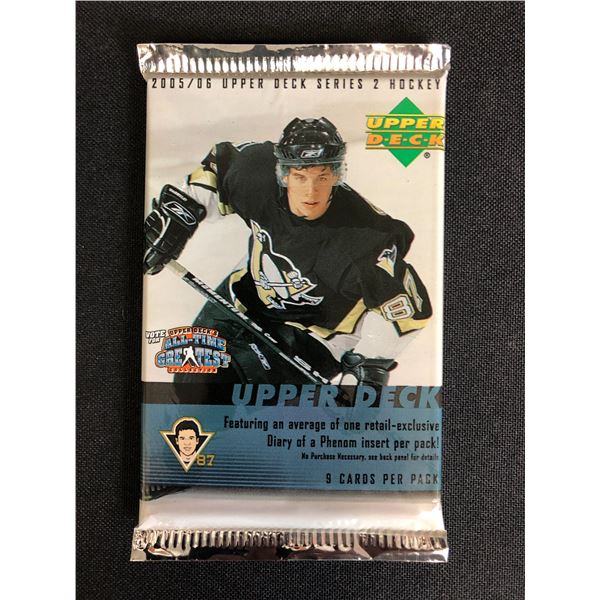 2005/06 UPPER DECK SERIES 2 HOCKEY
UPPER
D·E·C·K
®
8
VOTE FOR
UPPER DECK'S
ALL-TIME
GREATEST
COLLECTION
UPPER DECK
Featuring an average of one retail-exclusive
Diary of a Phenom insert per pack!
No Purchase Necessary, see back panel for details
87
9 CARDS PER PACK